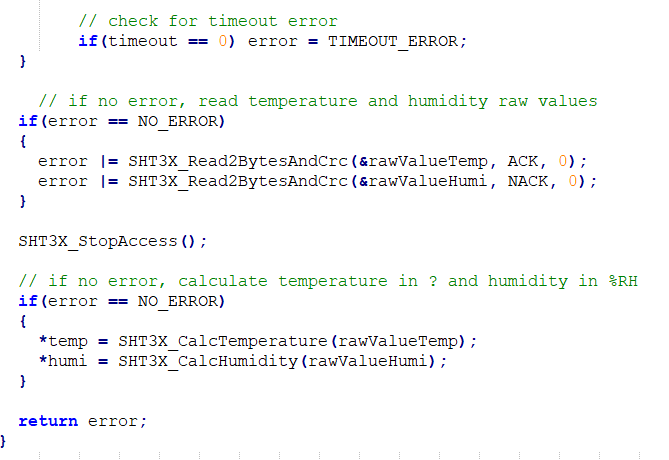 // check for timeout error
if(timeout == 0) error = TIMEOUT_ERROR;
}
// if no error, read temperature and humidity raw values
if(error == NO_ERROR)
{
error |= SHT3X_Read2BytesAndCrc(&rawValueTemp, ACK, 0);
error |= SHT3X_Read2BytesAndCrc(&rawValueHumi, NACK, 0);
}
SHT3X_StopAccess();
// if no error, calculate temperature in ? and humidity in %RH
if(error == NO_ERROR)
{
*temp = SHT3X_CalcTemperature(rawValueTemp);
*humi = SHT3X_CalcHumidity(rawValueHumi);
}
return error;
}